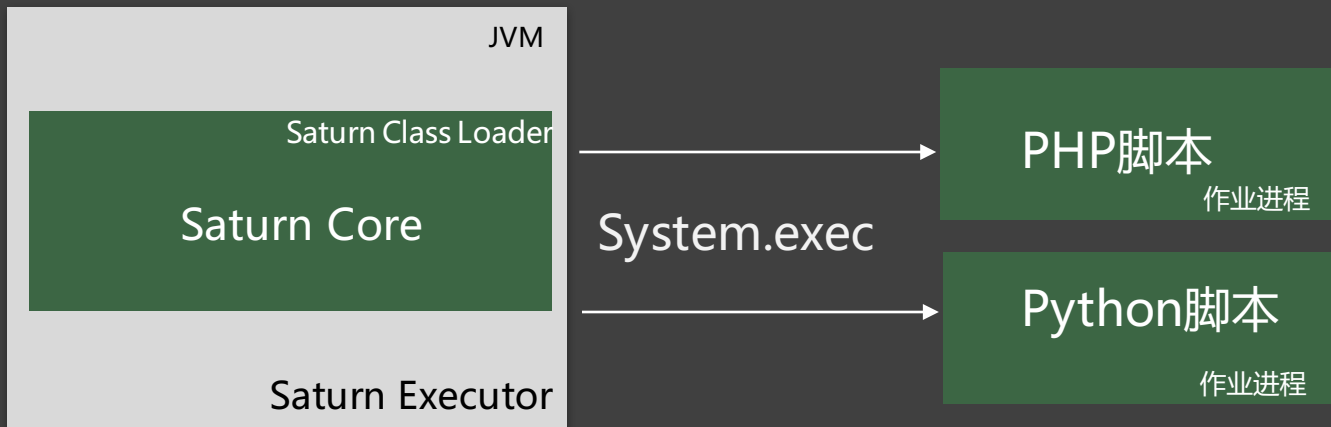 JVM
Saturn Class Loader
Saturn Core
Saturn Executor
System.exec
PHP脚本
作业进程
Python脚本
作业进程